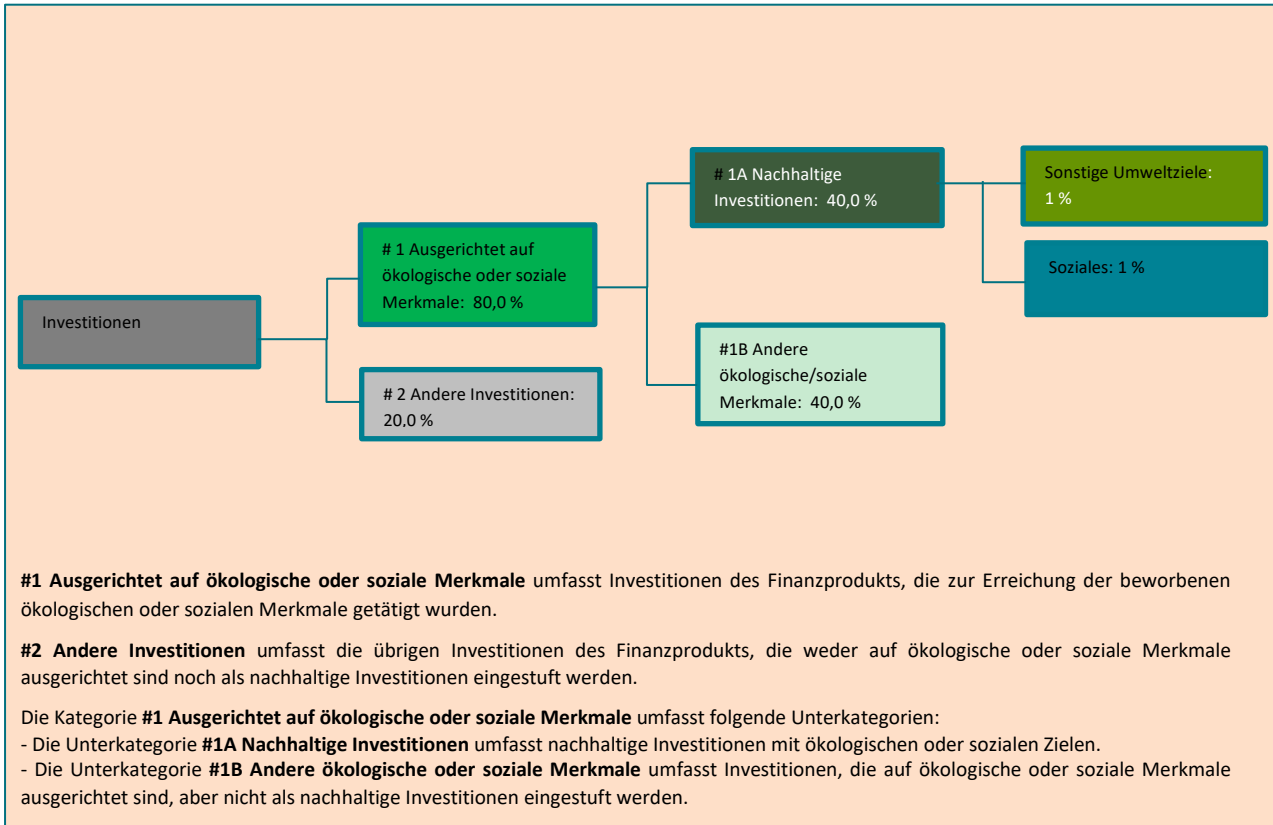 Investitionen
# 1 Ausgerichtet auf
ökologische oder soziale
Merkmale: 80,0 %
# 2 Andere Investitionen:
20,0 %
# 1A Nachhaltige
Investitionen: 40,0 %
#1B Andere
ökologische/soziale
Merkmale: 40,0 %
Sonstige Umweltziele:
1 %
Soziales: 1 %
#1 Ausgerichtet auf ökologische oder soziale Merkmale umfasst Investitionen des Finanzprodukts, die zur Erreichung der beworbenen
ökologischen oder sozialen Merkmale getätigt wurden.
#2 Andere Investitionen umfasst die übrigen Investitionen des Finanzprodukts, die weder auf ökologische oder soziale Merkmale
ausgerichtet sind noch als nachhaltige Investitionen eingestuft werden.
Die Kategorie #1 Ausgerichtet auf ökologische oder soziale Merkmale umfasst folgende Unterkategorien:
- Die Unterkategorie #1A Nachhaltige Investitionen umfasst nachhaltige Investitionen mit ökologischen oder sozialen Zielen.
- Die Unterkategorie #1B Andere ökologische oder soziale Merkmale umfasst Investitionen, die auf ökologische oder soziale Merkmale
ausgerichtet sind, aber nicht als nachhaltige Investitionen eingestuft werden.